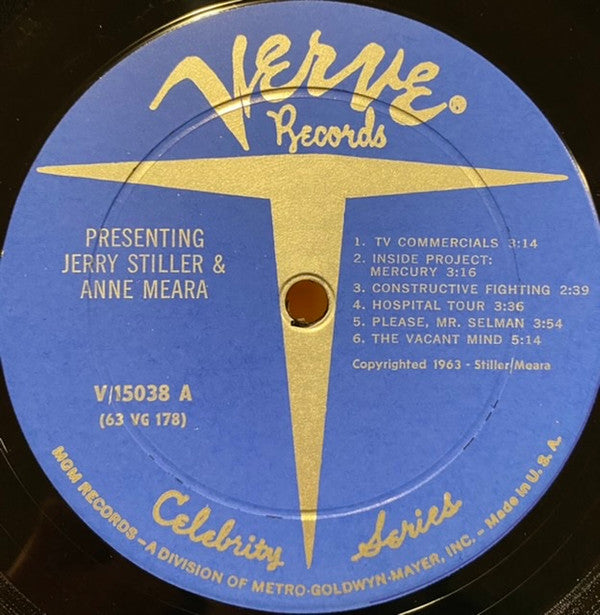 Verve®
Records
PRESENTING
JERRY STILLER &
ANNE MEARA
1. TV COMMERCIALS 3:14
2. INSIDE PROJECT:
MERCURY 3:16
3. CONSTRUCTIVE FIGHTING 2:39
4. HOSPITAL TOUR 3:36
5. PLEASE, MR. SELMAN 3:54
6. THE VACANT MIND 5:14
Copyrighted 1963 - Stiller/Meara
V/15038 A
(63 VG 178)
Celebrity Series
MGM RECORDS—A DIVISION OF METRO-GOLDWYN-MAYER, INC. - Made in U. S. A.